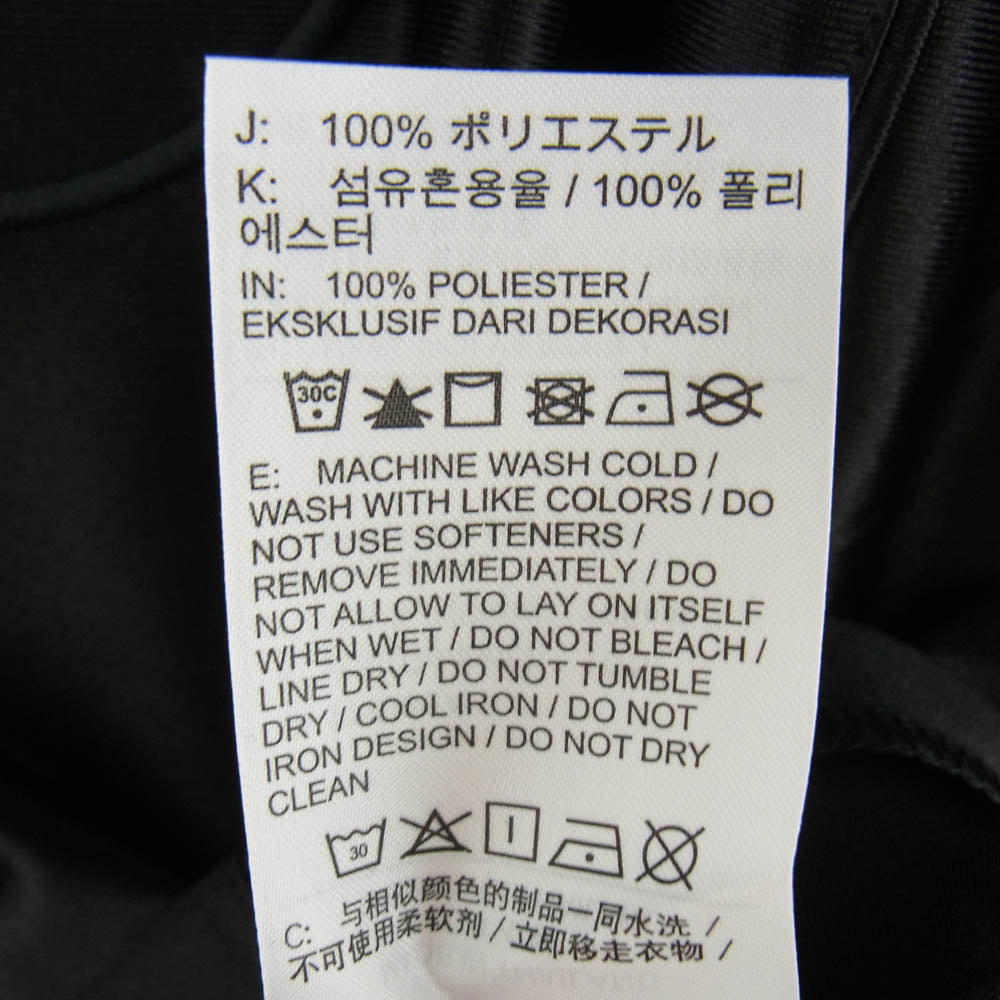 J: 100% ポリエステル
K: 섬유혼용율 / 100% 폴리
에스터
IN: 100% POLIESTER /
EKSKLUSIF DARI DEKORASI
30C
E: MACHINE WASH COLD /
WASH WITH LIKE COLORS / DO
NOT USE SOFTENERS /
REMOVE IMMEDIATELY / DO
NOT ALLOW TO LAY ON ITSELF
WHEN WET / DO NOT BLEACH /
LINE DRY / DO NOT TUMBLE
DRY / COOL IRON / DO NOT
IRON DESIGN / DO NOT DRY
CLEAN
30
C: 与相似颜色的制品一同水洗 /
不可使用柔软剂 / 立即移走衣物 /